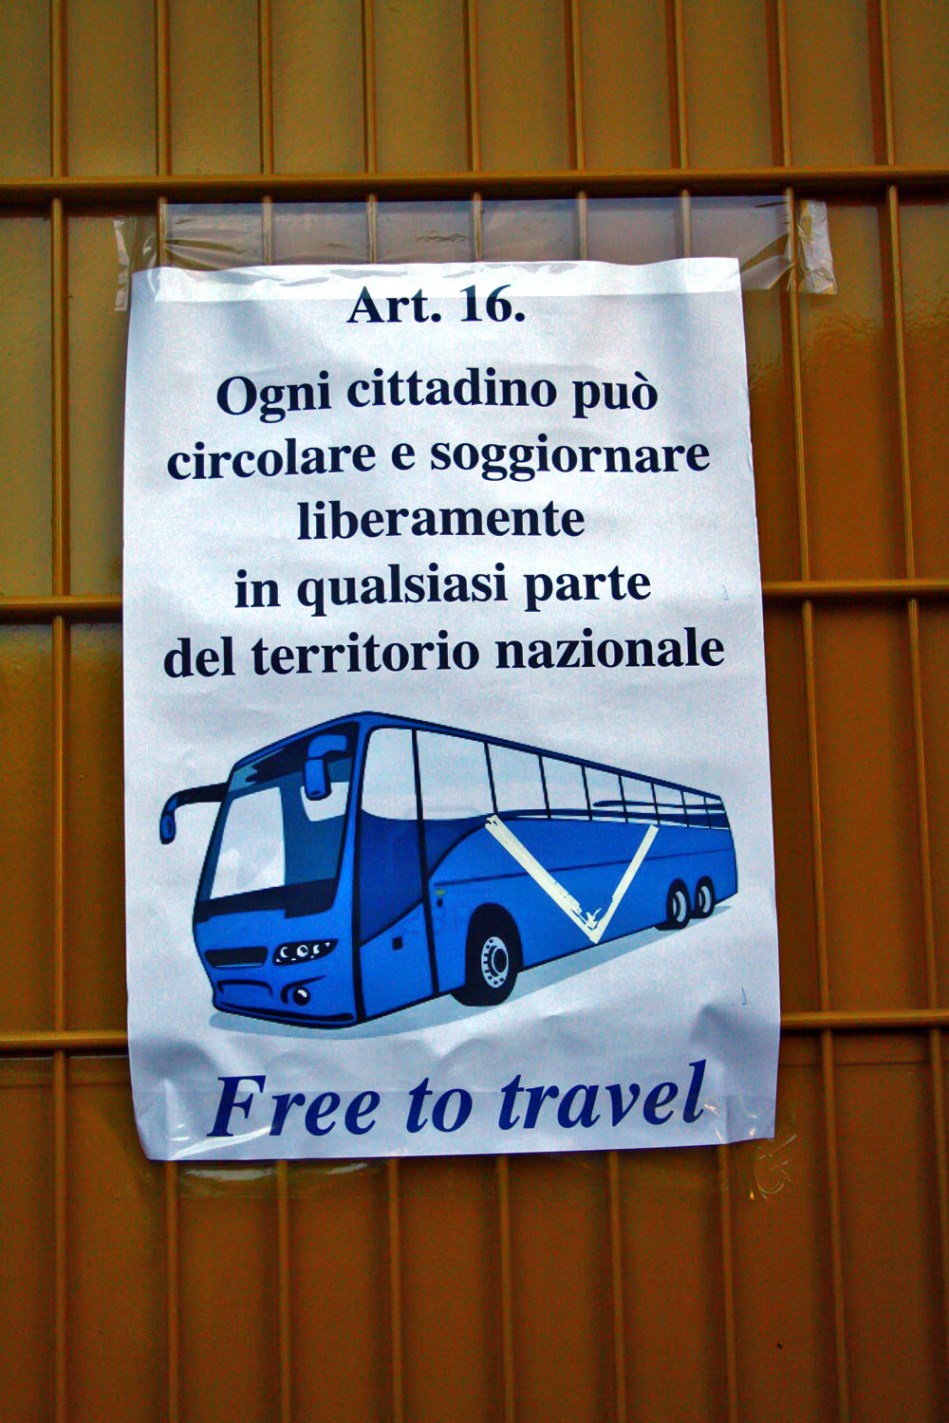 Art. 16.
Ogni cittadino può
circolare e soggiornare
liberamente
in qualsiasi parte
del territorio nazionale
Free to travel